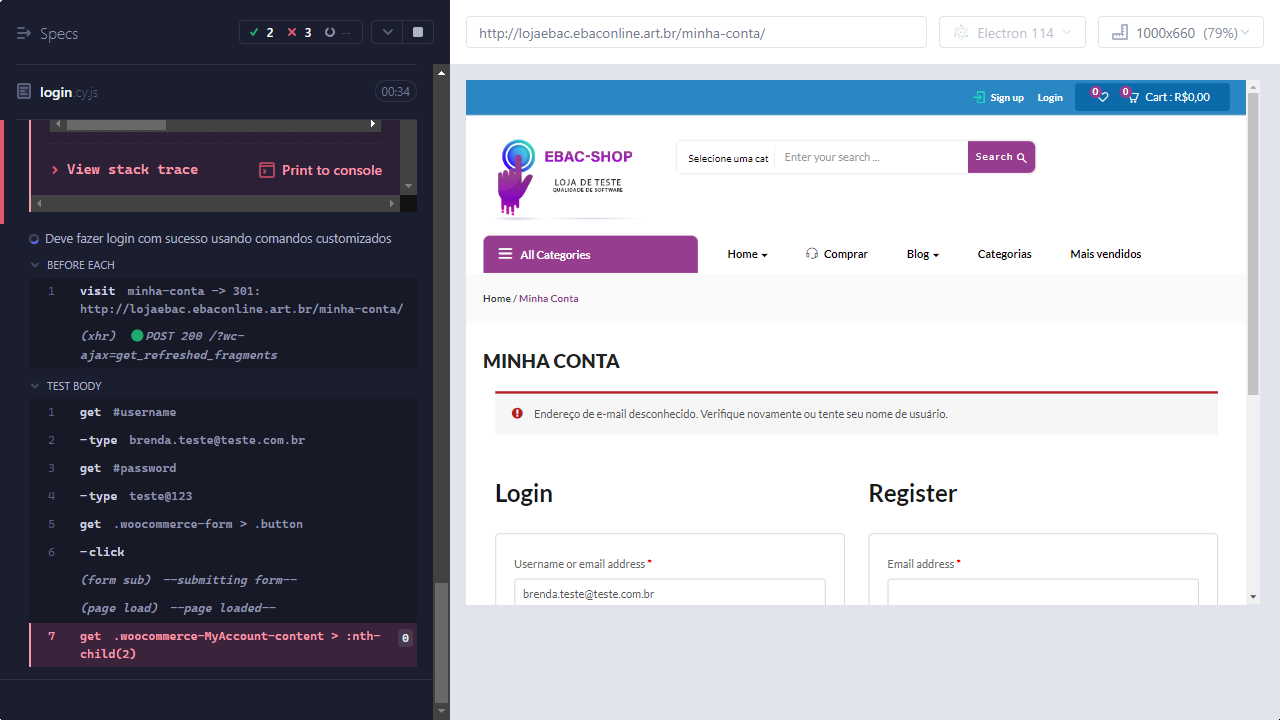 Specs
2
3
--
login.cy.js
00:34
View stack trace
Print to console
Deve fazer login com sucesso usando comandos customizados
BEFORE EACH
1 visit minha-conta -> 301:
http://lojaebac.ebaconline.art.br/minha-conta/
(xhr) POST 200 /?wc-
ajax=get_refreshed_fragments
TEST BODY
1 get #username
2 -type brenda.teste@teste.com.br
3 get #password
4 -type teste@123
5 get .woocommerce-form > .button
6 -click
(form sub) --submitting form--
(page load) --page loaded--
7 get .woocommerce-MyAccount-content > :nth-
child(2)
0
http://lojaebac.ebaconline.art.br/minha-conta/
Electron 114
1000x660 (79%)
Sign up
Login
0
0
Cart : R$0,00
EBAC-SHOP
LOJA DE TESTE
QUALIDADE DE SOFTWARE
Selecione uma cat
Enter your search ...
Search
All Categories
Home
Comprar
Blog
Categorias
Mais vendidos
Home / Minha Conta
MINHA CONTA
Endereço de e-mail desconhecido. Verifique novamente ou tente seu nome de usuário.
Login
Username or email address *
brenda.teste@teste.com.br
Register
Email address *